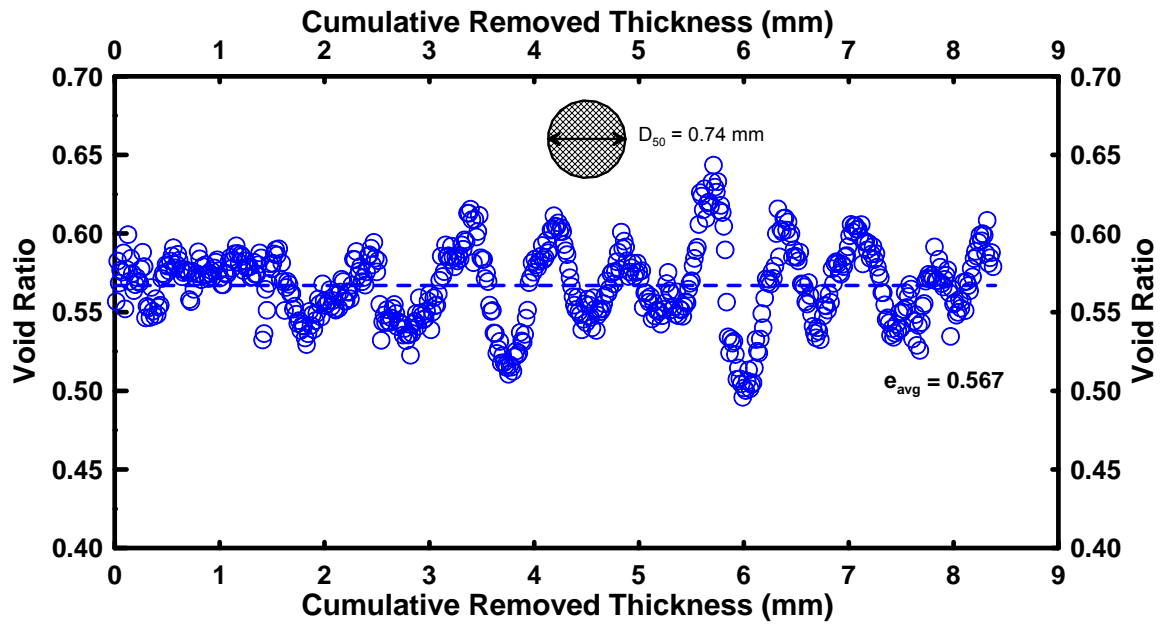 Cumulative Removed Thickness (mm)
0 1 2 3 4 5 6 7 8 9
0.70 0.70
D50 = 0.74 mm
0.65 0.65
0.60 0.60
Void Ratio Void Ratio
0.55 0.55
0.50 eavg = 0.567 0.50
0.45 0.45
0.40 0.40
0 1 2 3 4 5 6 7 8 9
Cumulative Removed Thickness (mm)